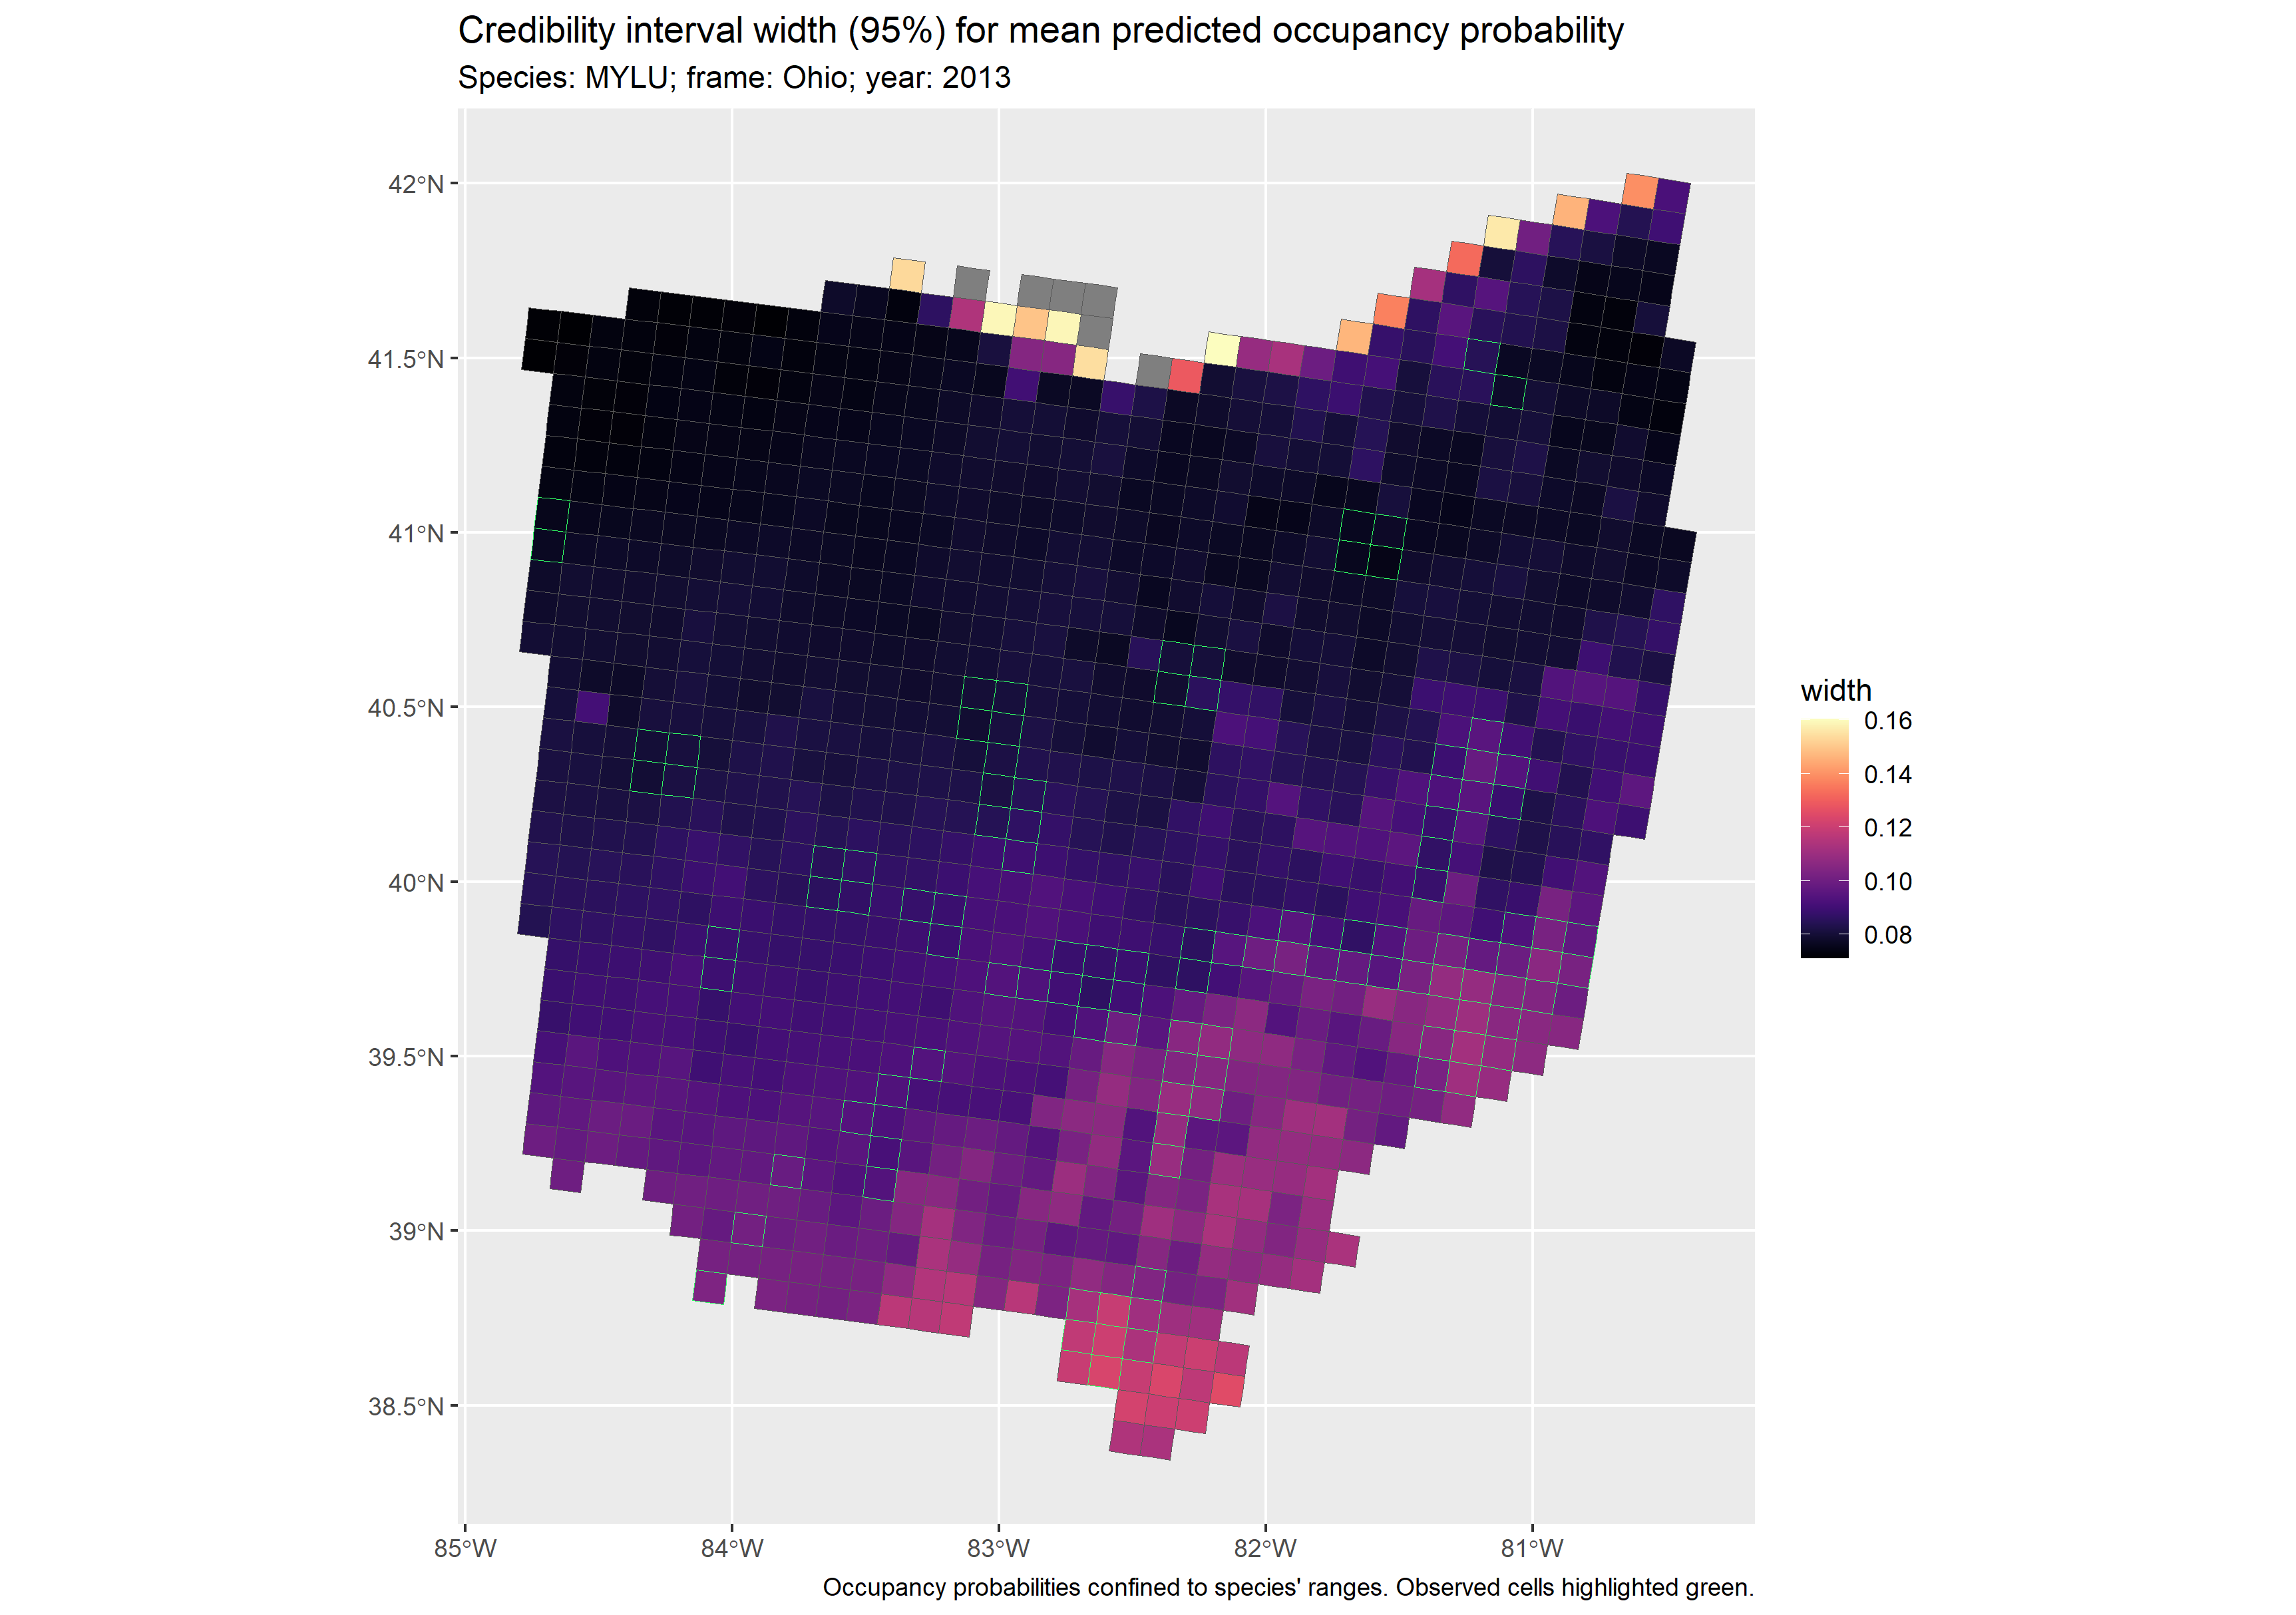 Credibility interval width (95%) for mean predicted occupancy probability
Species: MYLU; frame: Ohio; year: 2013
42°N
41.5°N
41°N
40.5°N
40°N
39.5°N
39°N
38.5°N
85°W
84°W
83°W
82°W
81°W
width
0.16
0.14
0.12
0.10
0.08
Occupancy probabilities confined to species' ranges. Observed cells highlighted green.